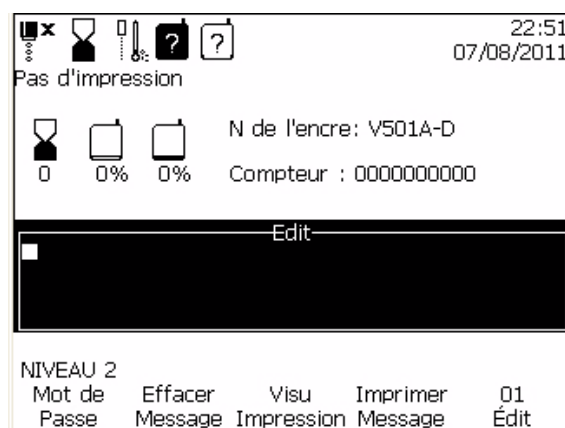 22:51
07/08/2011
Pas d'impression
N de l'encre: V501A-D
0 0% 0% Compteur : 0000000000
Edit
NIVEAU 2
Mot de Effacer Visu Imprimer 01
Passe Message Impression Message Édit